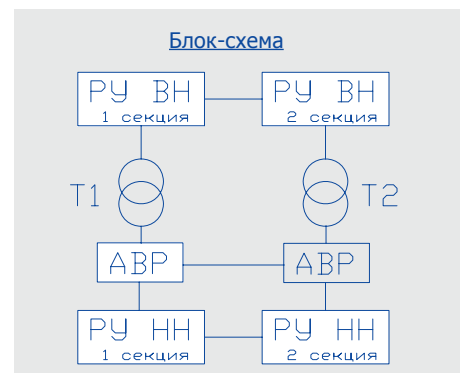 Блок-схема
РУ ВН РУ ВН
1 секция 2 секция
Т1 Т2
АВР АВР
РУ НН РУ НН
1 секция 2 секция